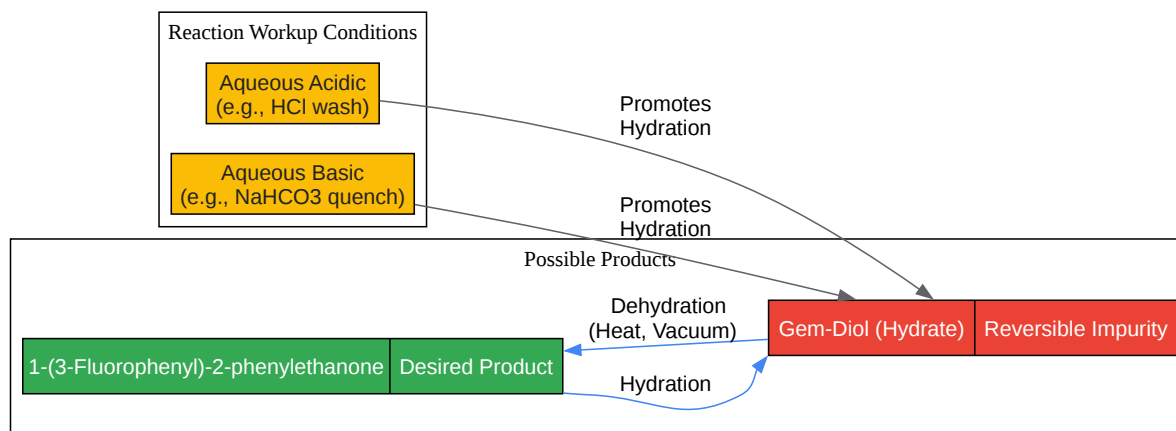 Reaction Workup Conditions
Aqueous Acidic
(e.g., HCl wash)
Aqueous Basic
(e.g., NaHCO3 quench)
Promotes
Hydration
Promotes
Hydration
Possible Products
Dehydration
(Heat, Vacuum)
Gem-Diol (Hydrate)
Reversible Impurity
1-(3-Fluorophenyl)-2-phenylethanone
Desired Product
Hydration